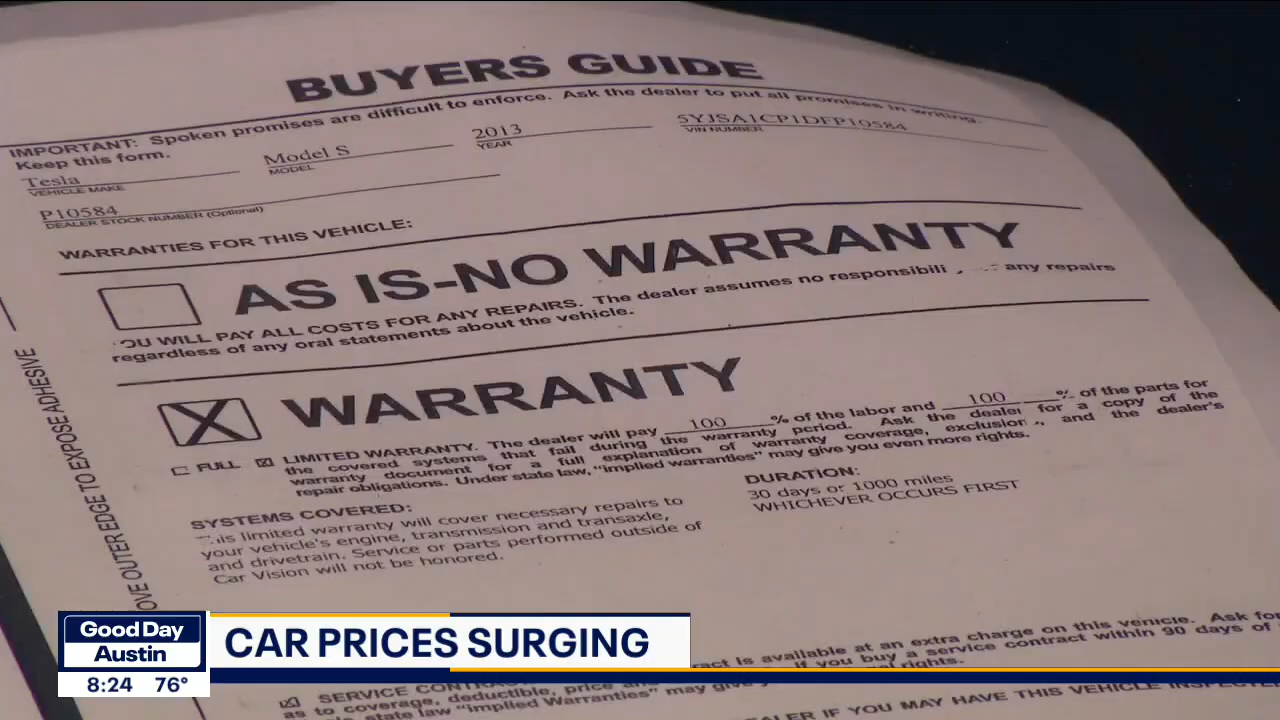 BUYERS GUIDE
IMPORTANT: Spoken promises are difficult to enforce. Ask the dealer to put all promises in writing.
Keep this form.
Tesla
VEHICLE MAKE
Model S
MODEL
2013
YEAR
5YJSA1CP1DFP10584
VIN NUMBER
P10584
DEALER STOCK NUMBER (Optional)
WARRANTIES FOR THIS VEHICLE:
AS IS-NO WARRANTY
OU WILL PAY ALL COSTS FOR ANY REPAIRS. The dealer assumes no responsibili any repairs
regardless of any oral statements about the vehicle.
X WARRANTY
FULL LIMITED WARRANTY. The dealer will pay 100 % of the labor and 100 % of the parts for
the covered systems that fail during the warranty period. Ask the dealer for a copy of the
warranty document for a full explanation of warranty coverage, exclusion and the dealer's
repair obligations. Under state law, "implied warranties" may give you even more rights.
SYSTEMS COVERED:
is limited warranty will cover necessary repairs to
your vehicle's engine, transmission and transaxle,
and drivetrain. Service or parts performed outside of
Car Vision will not be honored.
DURATION:
30 days or 1000 miles
WHICHEVER OCCURS FIRST
OVE OUTER EDGE TO EXPOSE ADHESIVE
ract is available at an extra charge on this vehicle. Ask fo
If you buy a service contract within 90 days of
rights.
SERVICE CONTRAC
as to coverage, deductible, price
state law "implied Warranties" may giv
EALER IF YOU MAY HAVE THIS VEHICLE INSPECTE
Good Day
Austin
8:24 76°
CAR PRICES SURGING